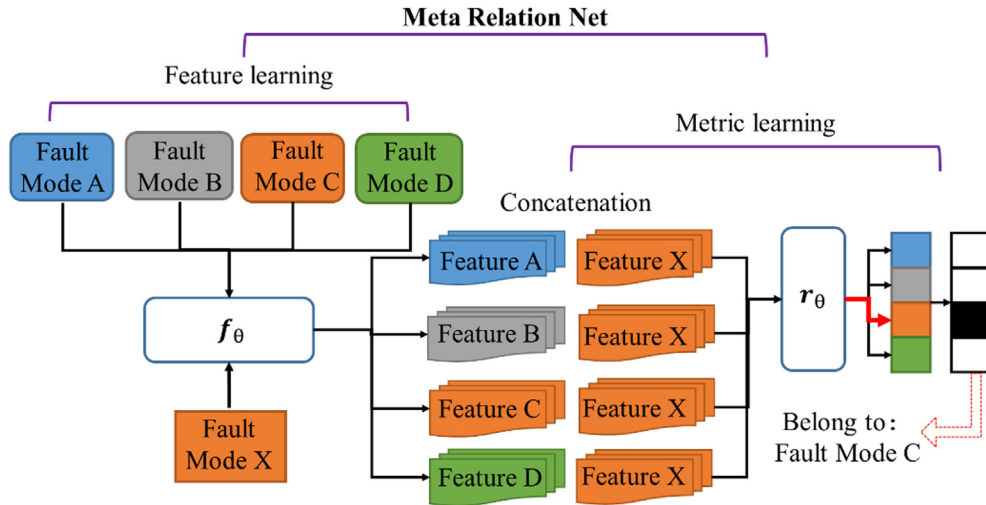 Meta Relation Net
Feature learning
Metric learning
Fault
Mode A
Fault
Mode B
Fault
Mode C
Fault
Mode D
Concatenation
Feature A
Feature X
Feature B
Feature X
Feature C
Feature X
Feature D
Feature X
fθ
rθ
Fault
Mode X
Belong to:
Fault Mode C